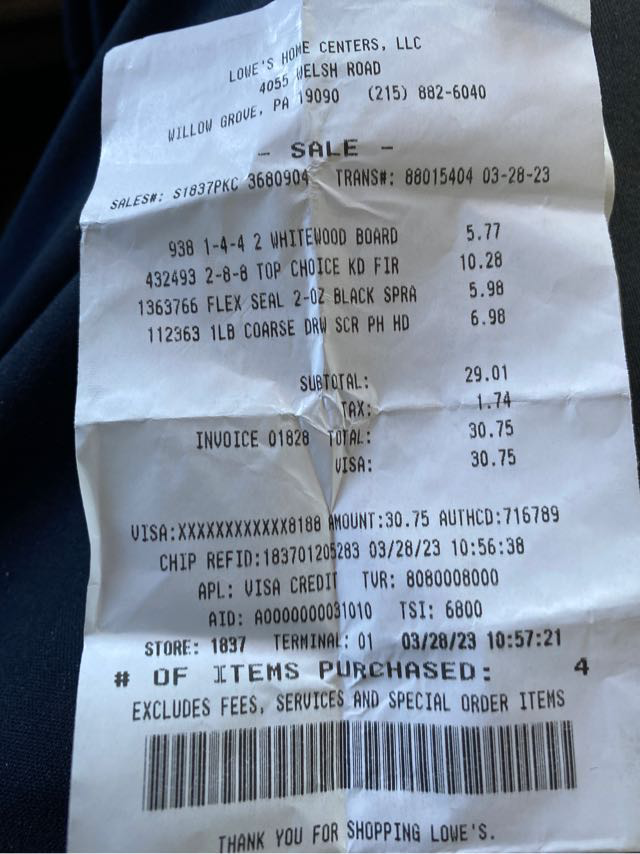 LOWE'S HOME CENTERS, LLC
4055 WELSH ROAD
WILLOW GROVE, PA 19090 (215) 882-6040
- SALE -
SALES#: S1837PKC 3680904 TRANS#: 88015404 03-28-23
938 1-4-4 2 WHITEWOOD BOARD 5.77
432493 2-8-8 TOP CHOICE KD FIR 10.28
1363766 FLEX SEAL 2-OZ BLACK SPRA 5.98
112363 1LB COARSE DRW SCR PH HD 6.98
SUBTOTAL: 29.01
TAX: 1.74
INVOICE 01828 TOTAL: 30.75
VISA: 30.75
VISA:XXXXXXXXXXXX8188 AMOUNT:30.75 AUTHCD:716789
CHIP REFID:183701205283 03/28/23 10:56:38
APL: VISA CREDIT TVR: 8080008000
AID: A0000000031010 TSI: 6800
STORE: 1837 TERMINAL: 01 03/28/23 10:57:21
# OF ITEMS PURCHASED: 4
EXCLUDES FEES, SERVICES AND SPECIAL ORDER ITEMS
THANK YOU FOR SHOPPING LOWE'S.